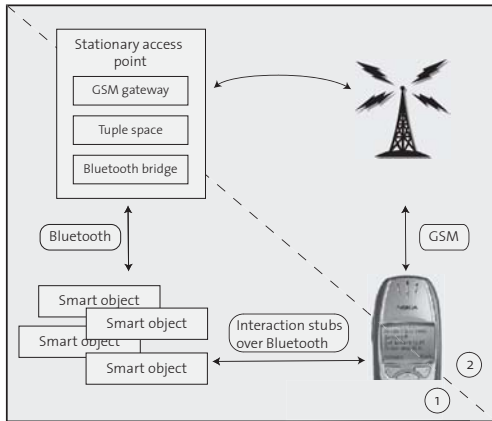 Stationary access
point
GSM gateway
Tuple space
Bluetooth bridge
Bluetooth
GSM
Smart object
Smart object
Smart object
Smart object
Interaction stubs
over Bluetooth
NOKIA
2
1